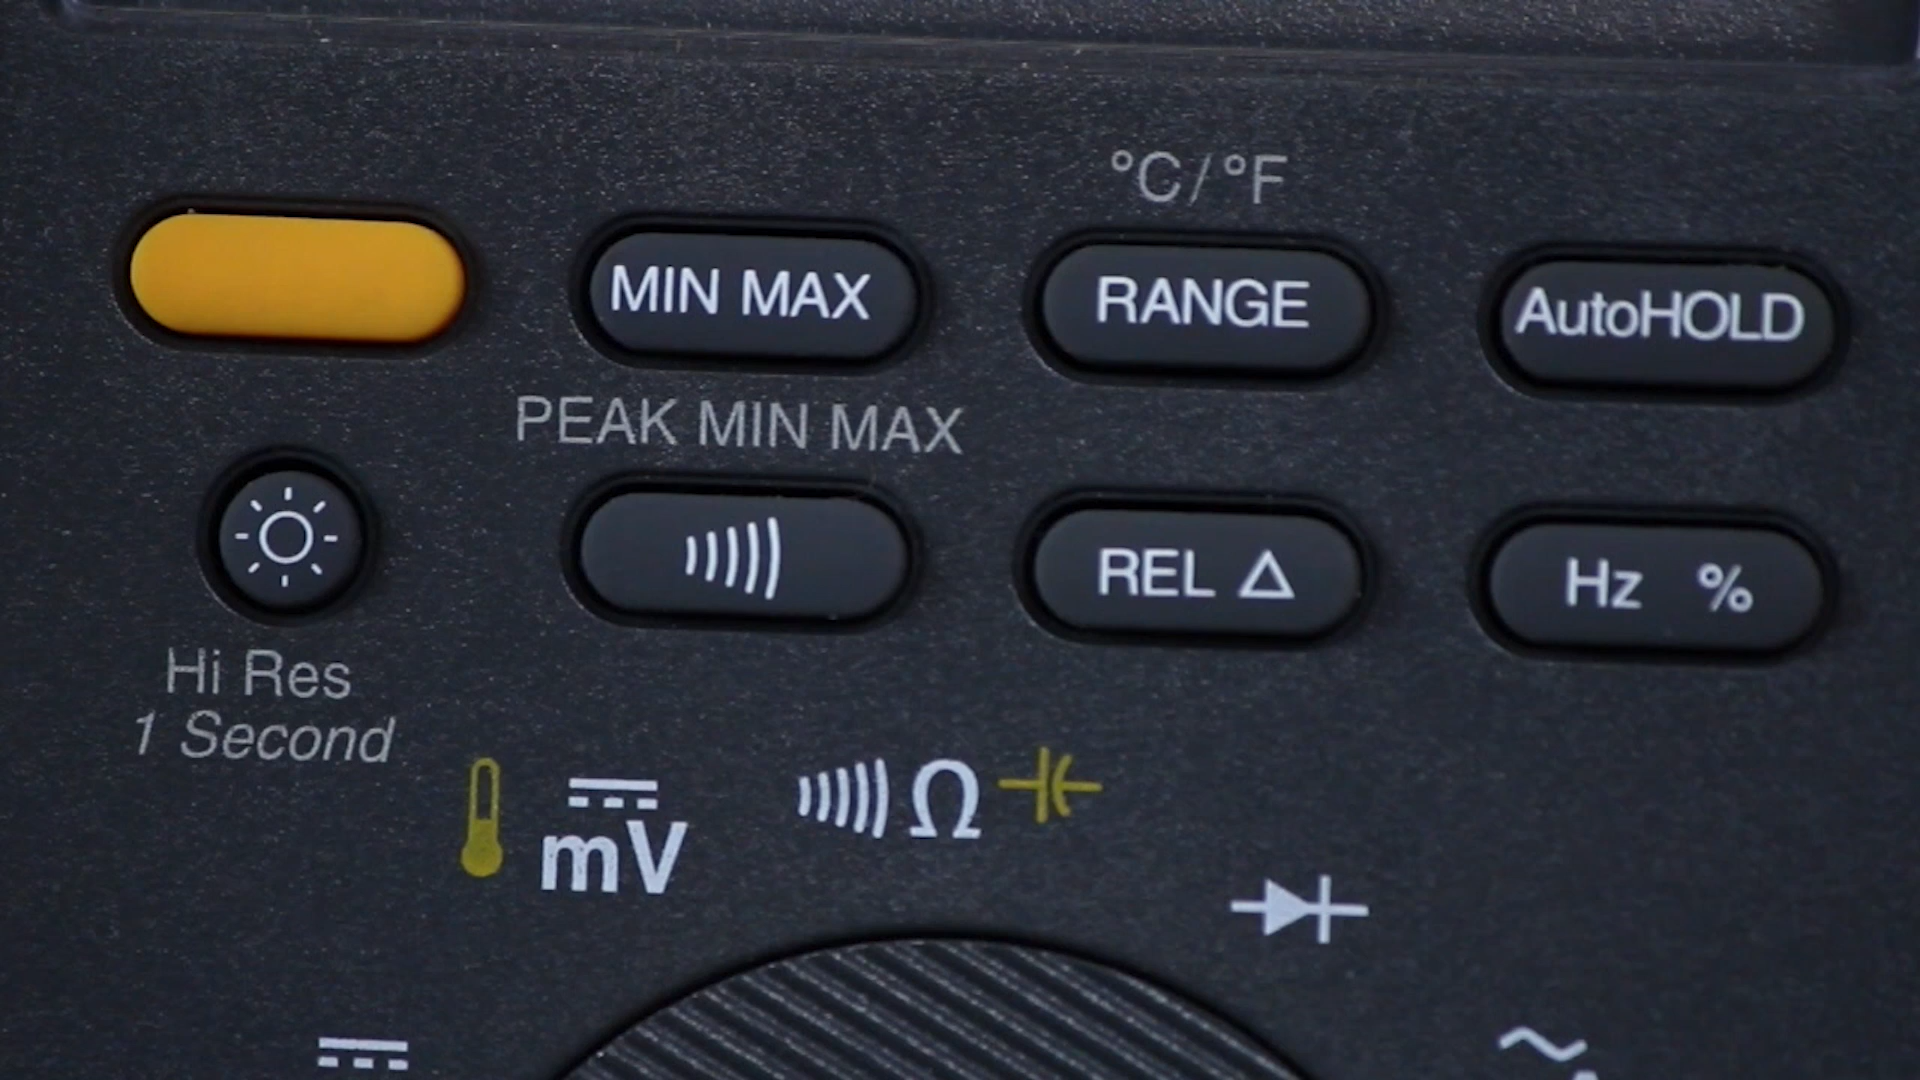 °C/°F
MIN MAX
RANGE
AutoHOLD
PEAK MIN MAX
REL Δ
Hz %
Hi Res
1 Second
mV
Ω